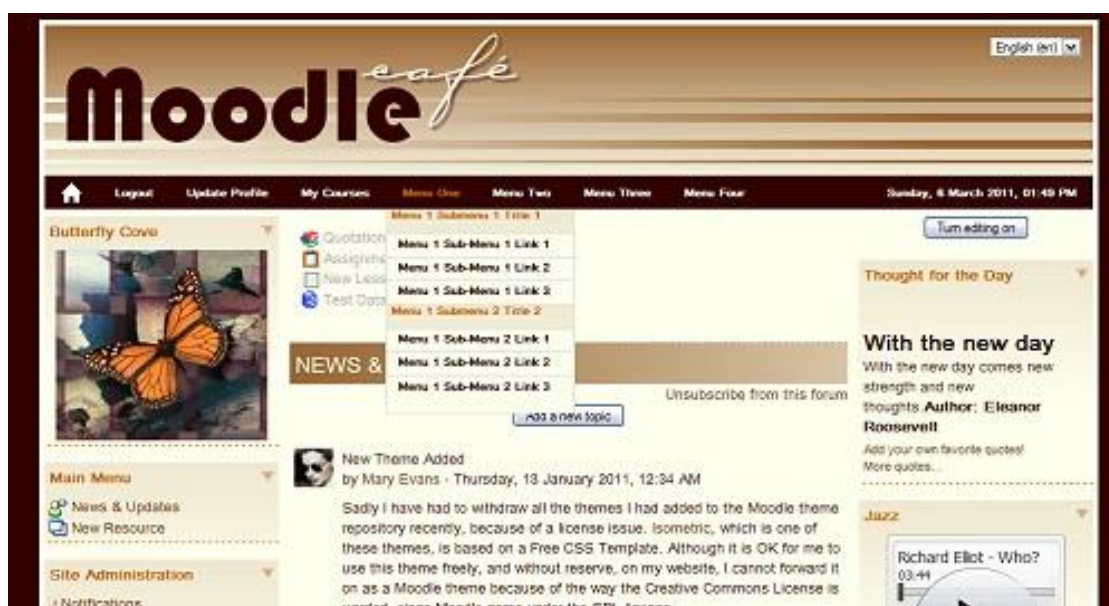 Moodle café
English (en)
Logout Update Profile My Courses Menu One Menu Two Menu Three Menu Four Sunday, 6 March 2011, 01:49 PM
Butterfly Cove
Main Menu
News & Updates
New Resource
Site Administration
Notifications
Quotation
Assignme
New Less
Test Data
Menu 1 Submenu 1 Title 1
Menu 1 Sub-Menu 1 Link 1
Menu 1 Sub-Menu 1 Link 2
Menu 1 Sub-Menu 1 Link 3
Menu 1 Submenu 2 Title 2
Menu 1 Sub-Menu 2 Link 1
Menu 1 Sub-Menu 2 Link 2
Menu 1 Sub-Menu 2 Link 3
NEWS &
Unsubscribe from this forum
Add a new topic
New Theme Added
by Mary Evans - Thursday, 13 January 2011, 12:34 AM
Sadly I have had to withdraw all the themes I had added to the Moodle theme
repository recently, because of a license issue. Isometric, which is one of
these themes, is based on a Free CSS Template. Although it is OK for me to
use this theme freely, and without reserve, on my website, I cannot forward it
on as a Moodle theme because of the way the Creative Commons License is
Turn editing on
Thought for the Day
With the new day
With the new day comes new
strength and new
thoughts.Author: Eleanor
Roosevelt
Add your own favorite quotes!
More quotes...
Jazz
Richard Elliot - Who?
03:44